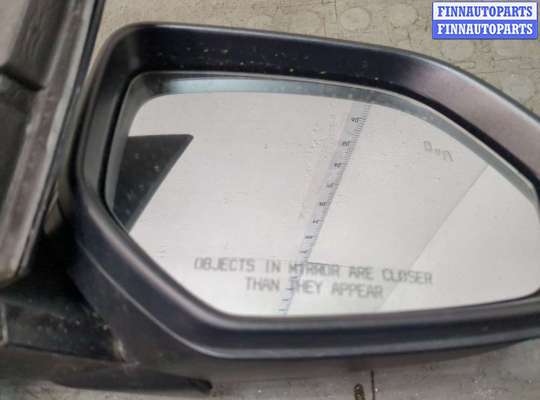 FINNAUTOPARTS
FINNAUTOPARTS
OBJECTS IN MIRROR ARE CLOSER
THAN THEY APPEAR